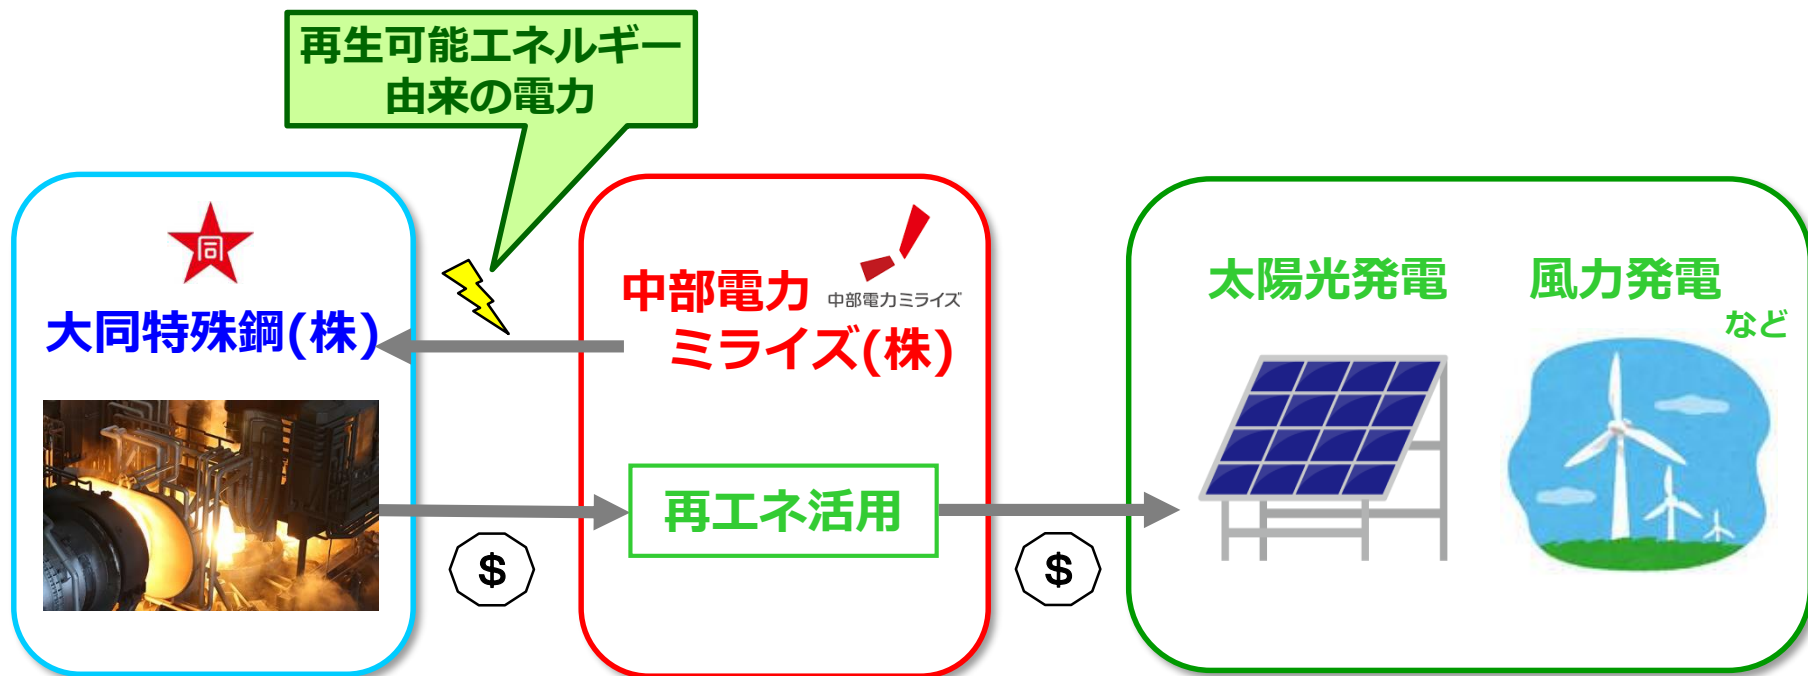 再生可能エネルギー
由来の電力
同
大同特殊鋼(株)
中部電力
中部電力ミライズ
ミライズ(株)
再エネ活用
$
$
太陽光発電
風力発電
など